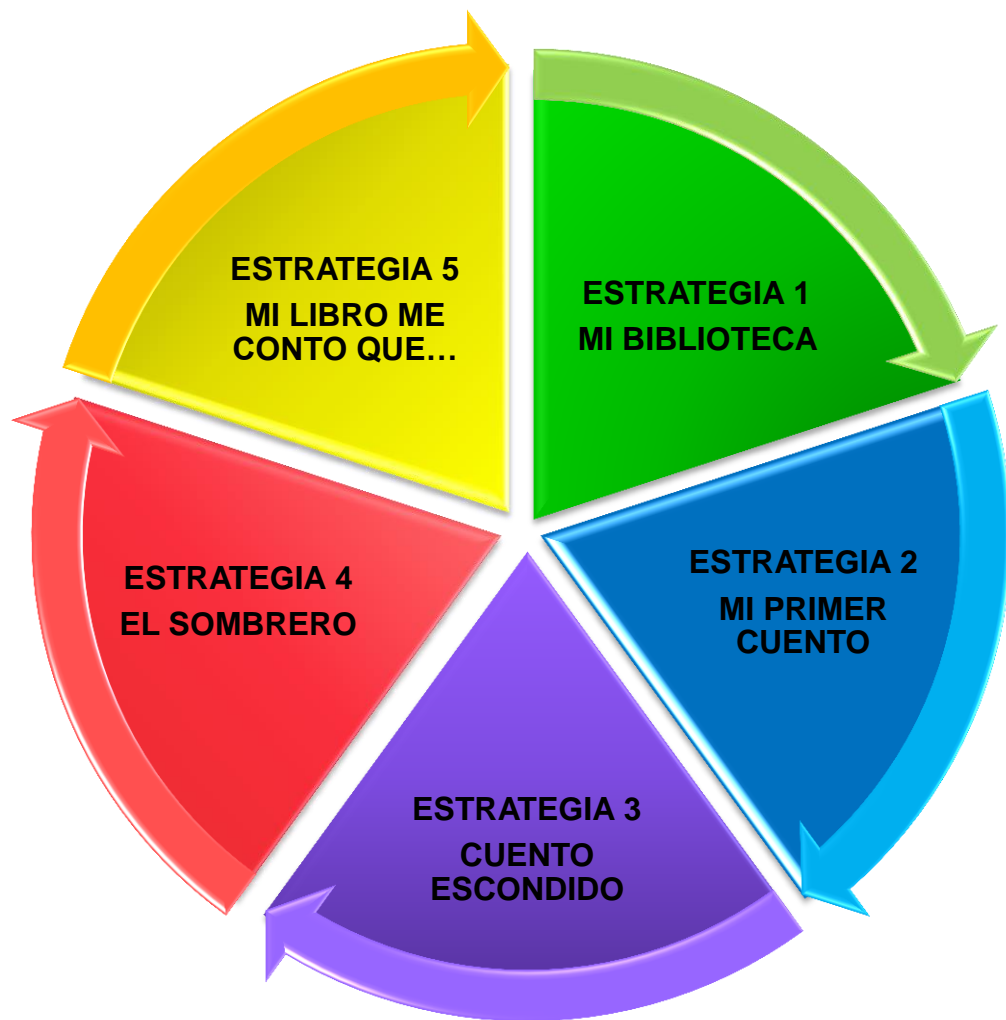 ESTRATEGIA 1
MI BIBLIOTECA
ESTRATEGIA 2
MI PRIMER
CUENTO
ESTRATEGIA 3
CUENTO
ESCONDIDO
ESTRATEGIA 4
EL SOMBRERO
ESTRATEGIA 5
MI LIBRO ME
CONTO QUE…